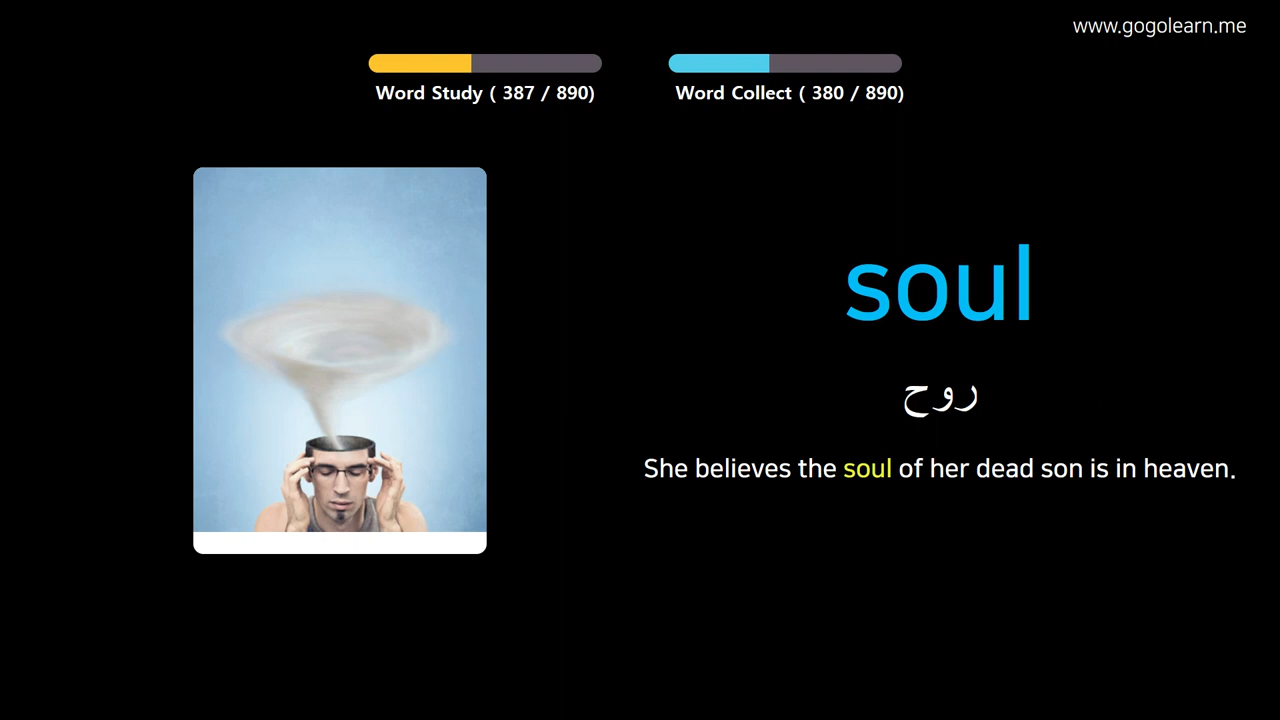 www.gogolearn.me
Word Study ( 387 / 890)
Word Collect ( 380 / 890)
soul
روح
She believes the soul of her dead son is in heaven.